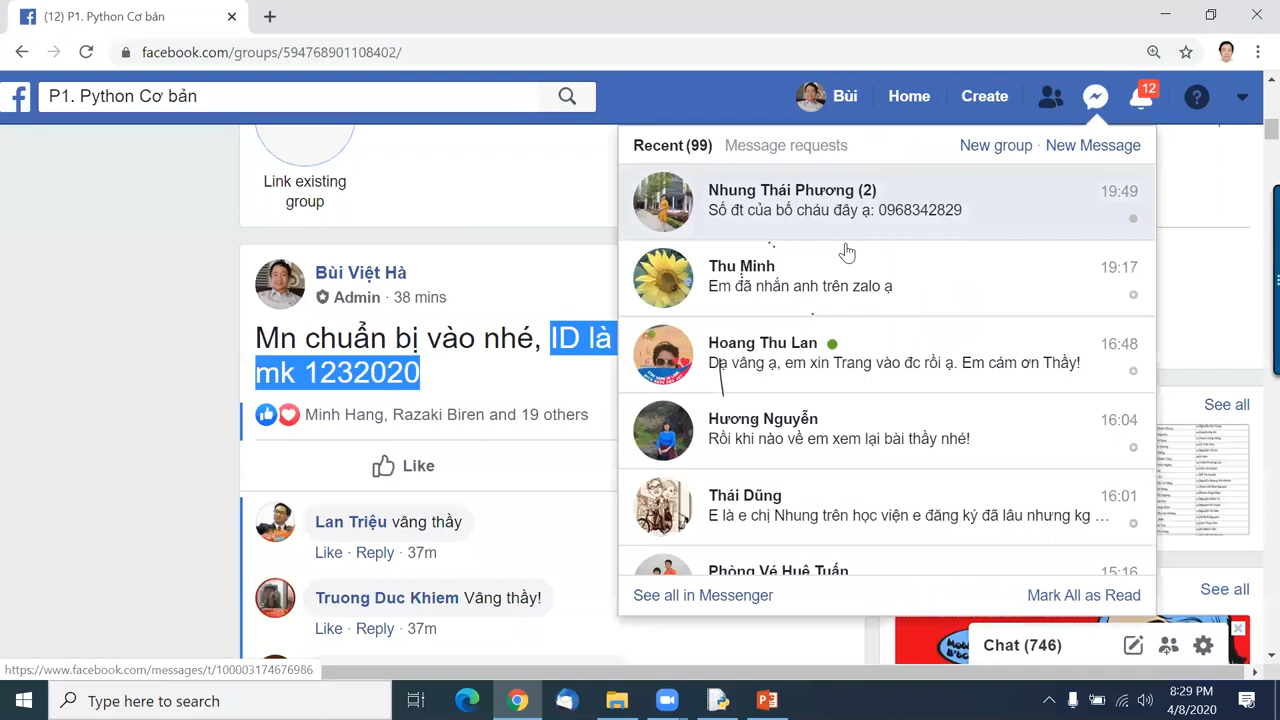 (12) P1. Python Cơ bản
facebook.com/groups/594768901108402/
P1. Python Cơ bản
Bùi
Home
Create
12
Recent (99)
Message requests
New group · New Message
Link existing
group
Nhung Thái Phương (2)
19:49
Số đt của bố cháu đây ạ: 0968342829
Thu Minh
19:17
Em đã nhắn anh trên zalo ạ
Bùi Việt Hà
Admin · 38 mins
Mn chuẩn bị vào nhé, ID là
mk 1232020
Hoang Thu Lan
16:48
Dạ vâng ạ, em xin Trang vào đc rồi ạ. Em cám ơn Thầy!
Minh Hang, Razaki Biren and 19 others
Like
Hương Nguyễn
16:04
Rồi khi nào về em xem lại bài thầy nhé!
See all
Thái Dũng
16:01
E là e chị Nhung trên học viện e đăng ký đã lâu nhưng kg ...
Lan Triệu vâng thầy
Like · Reply · 37m
Phòng Vé Huê Tuấn
15:16
See all in Messenger
Mark All as Read
See all
Truong Duc Khiem Vâng thầy!
Like · Reply · 37m
Chat (746)
https://www.facebook.com/messages/t/100003174676986
Type here to search
8:29 PM
4/8/2020